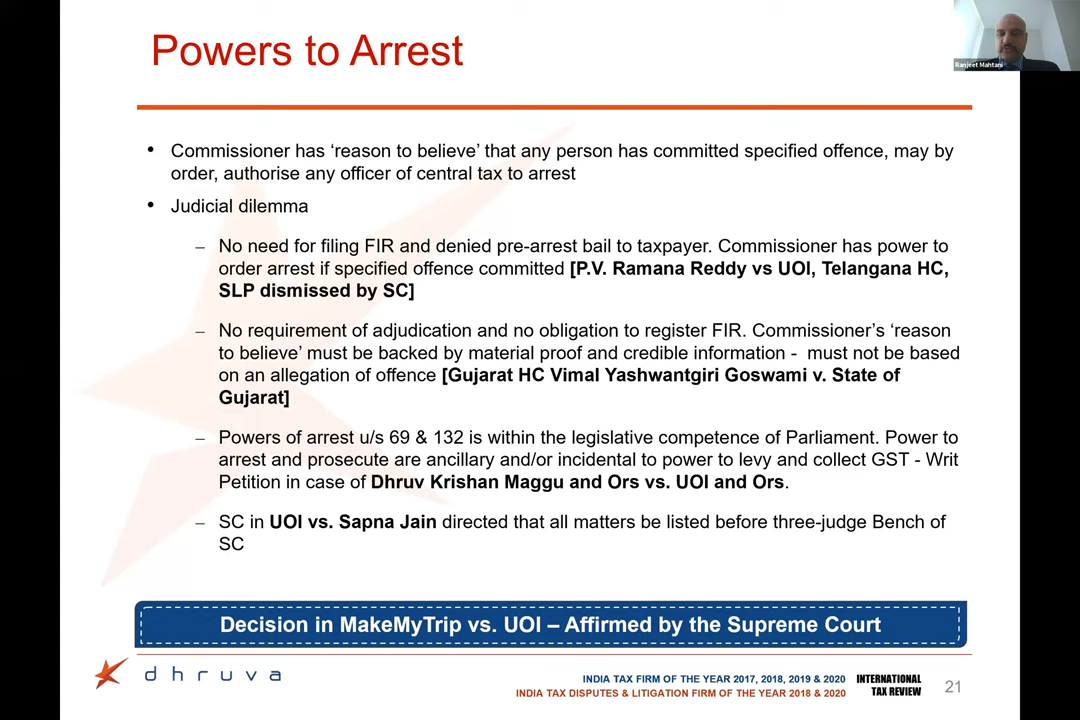 Powers to Arrest
Ranjeet Mahtani
• Commissioner has ‘reason to believe’ that any person has committed specified offence, may by
order, authorise any officer of central tax to arrest
• Judicial dilemma
– No need for filing FIR and denied pre-arrest bail to taxpayer. Commissioner has power to
order arrest if specified offence committed [P.V. Ramana Reddy vs UOI, Telangana HC,
SLP dismissed by SC]
– No requirement of adjudication and no obligation to register FIR. Commissioner’s ‘reason
to believe’ must be backed by material proof and credible information - must not be based
on an allegation of offence [Gujarat HC Vimal Yashwantgiri Goswami v. State of
Gujarat]
– Powers of arrest u/s 69 & 132 is within the legislative competence of Parliament. Power to
arrest and prosecute are ancillary and/or incidental to power to levy and collect GST - Writ
Petition in case of Dhruv Krishan Maggu and Ors vs. UOI and Ors.
– SC in UOI vs. Sapna Jain directed that all matters be listed before three-judge Bench of
SC
Decision in MakeMyTrip vs. UOI – Affirmed by the Supreme Court
dhruva
INDIA TAX FIRM OF THE YEAR 2017, 2018, 2019 & 2020
INDIA TAX DISPUTES & LITIGATION FIRM OF THE YEAR 2018 & 2020
INTERNATIONAL
TAX REVIEW
21